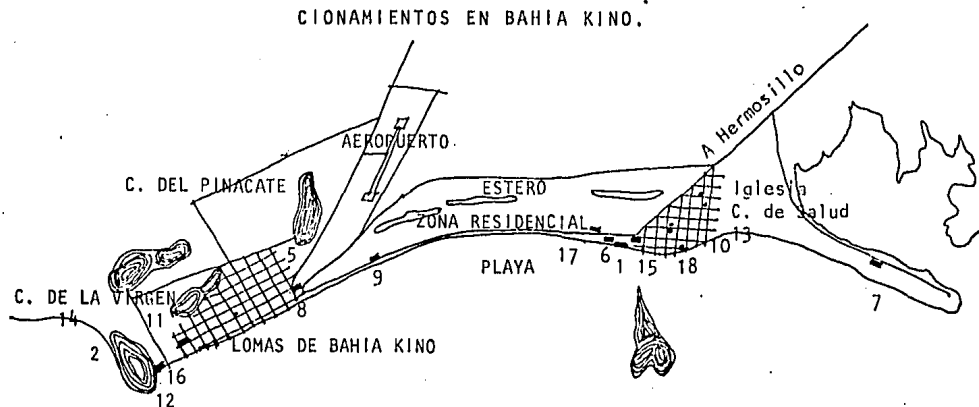 CIONAMIENTOS EN BAHIA KINO.
A Hermosillo
AEROPUERTO
C. DEL PINACATE
ESTERO
Iglesia
C. de Salud
ZONA RESIDENCIAL
13
5
10
PLAYA
17 6 1 15 18
9
7
C. DE LA VIRGEN
8
14 11
LOMAS DE BAHIA KINO
2
16
12